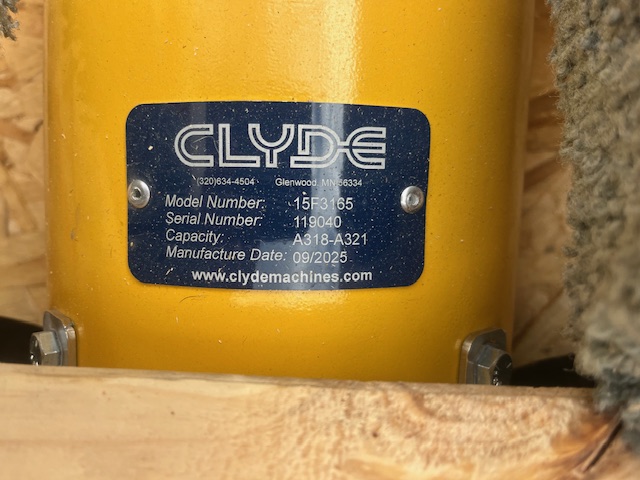 CLYDE
(320)634-4504 Glenwood, MN 56334
Model Number: 15F3165
Serial Number: 119040
Capacity: A318-A321
Manufacture Date: 09/2025
www.clydemachines.com